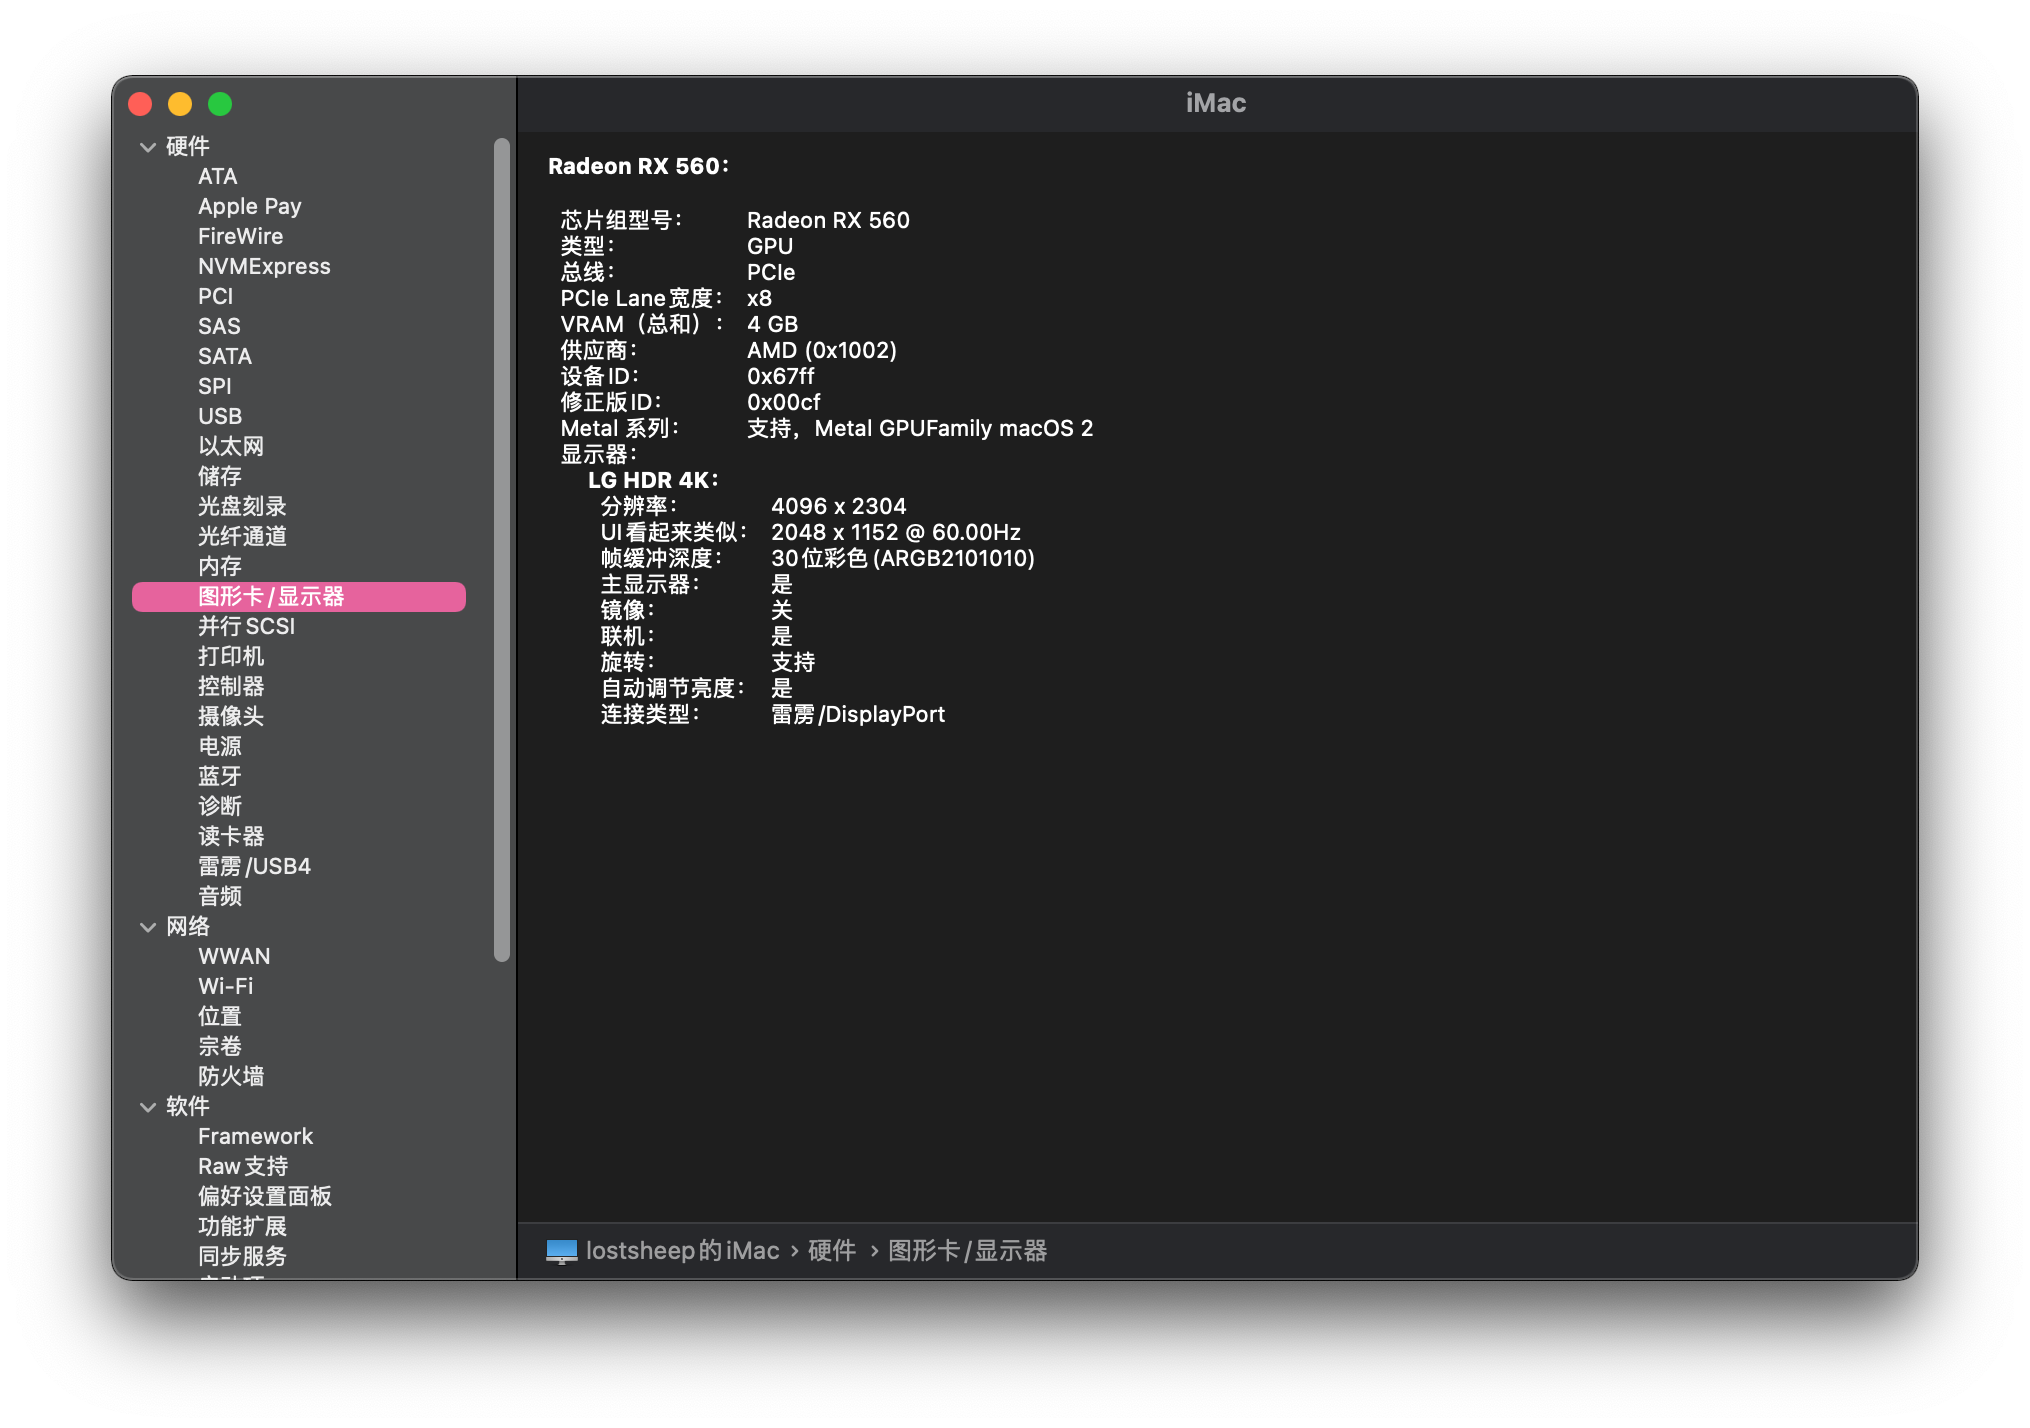 iMac
硬件
ATA
Apple Pay
FireWire
NVMExpress
PCI
SAS
SATA
SPI
USB
以太网
储存
光盘刻录
光纤通道
内存
图形卡/显示器
并行SCSI
打印机
控制器
摄像头
电源
蓝牙
诊断
读卡器
雷雳/USB4
音频
网络
WWAN
Wi-Fi
位置
宗卷
防火墙
软件
Framework
Raw支持
偏好设置面板
功能扩展
同步服务
Radeon RX 560：
芯片组型号： Radeon RX 560
类型： GPU
总线： PCIe
PCIe Lane宽度： x8
VRAM（总和）： 4 GB
供应商： AMD (0x1002)
设备ID： 0x67ff
修正版ID： 0x00cf
Metal 系列： 支持，Metal GPUFamily macOS 2
显示器：
LG HDR 4K：
分辨率： 4096 x 2304
UI看起来类似： 2048 x 1152 @ 60.00Hz
帧缓冲深度： 30位彩色(ARGB2101010)
主显示器： 是
镜像： 关
联机： 是
旋转： 支持
自动调节亮度： 是
连接类型： 雷雳/DisplayPort
lostsheep的iMac › 硬件 › 图形卡/显示器